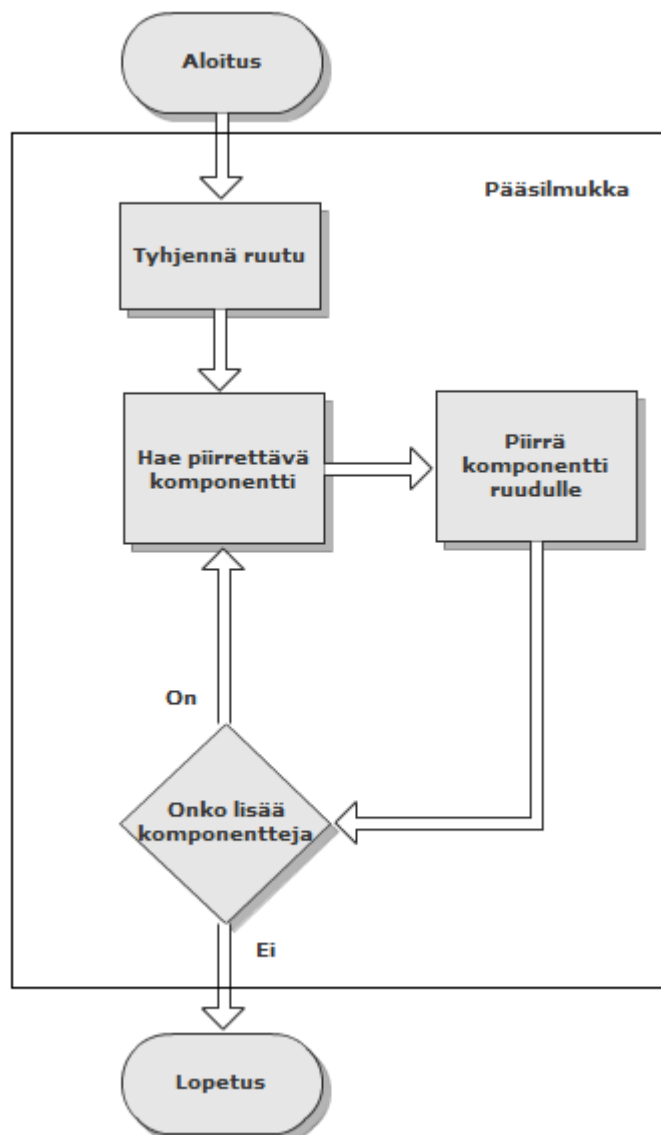 Aloitus
Pääsilmukka
Tyhjennä ruutu
Hae piirrettävä
komponentti
Piirrä
komponentti
ruudulle
On
Onko lisää
komponentteja
Ei
Lopetus